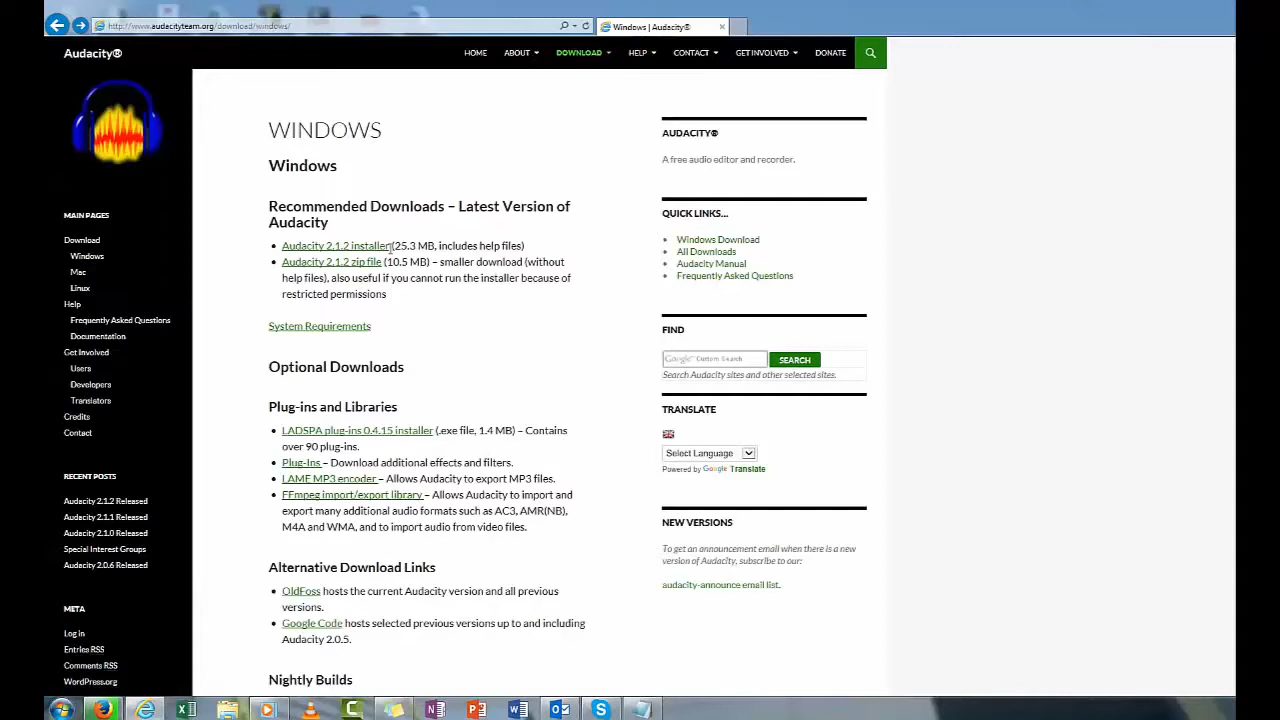 http://www.audacityteam.org/download/windows/
Windows | Audacity®
Audacity®
HOME ABOUT DOWNLOAD HELP CONTACT GET INVOLVED DONATE
MAIN PAGES
Download
Windows
Mac
Linux
Help
Frequently Asked Questions
Documentation
Get Involved
Users
Developers
Translators
Credits
Contact
RECENT POSTS
Audacity 2.1.2 Released
Audacity 2.1.1 Released
Audacity 2.1.0 Released
Special Interest Groups
Audacity 2.0.6 Released
META
Log in
Entries RSS
Comments RSS
WordPress.org
WINDOWS
Windows
Recommended Downloads – Latest Version of
Audacity
Audacity 2.1.2 installer (25.3 MB, includes help files)
Audacity 2.1.2 zip file (10.5 MB) – smaller download (without
help files), also useful if you cannot run the installer because of
restricted permissions
System Requirements
Optional Downloads
Plug-ins and Libraries
LADSPA plug-ins 0.4.15 installer (.exe file, 1.4 MB) – Contains
over 90 plug-ins.
Plug-Ins – Download additional effects and filters.
LAME MP3 encoder – Allows Audacity to export MP3 files.
FFmpeg import/export library – Allows Audacity to import and
export many additional audio formats such as AC3, AMR(NB),
M4A and WMA, and to import audio from video files.
Alternative Download Links
OldFoss hosts the current Audacity version and all previous
versions.
Google Code hosts selected previous versions up to and including
Audacity 2.0.5.
Nightly Builds
AUDACITY®
A free audio editor and recorder.
QUICK LINKS...
Windows Download
All Downloads
Audacity Manual
Frequently Asked Questions
FIND
Google™ Custom Search SEARCH
Search Audacity sites and other selected sites.
TRANSLATE
Select Language
Powered by Google Translate
NEW VERSIONS
To get an announcement email when there is a new
version of Audacity, subscribe to our:
audacity-announce email list.